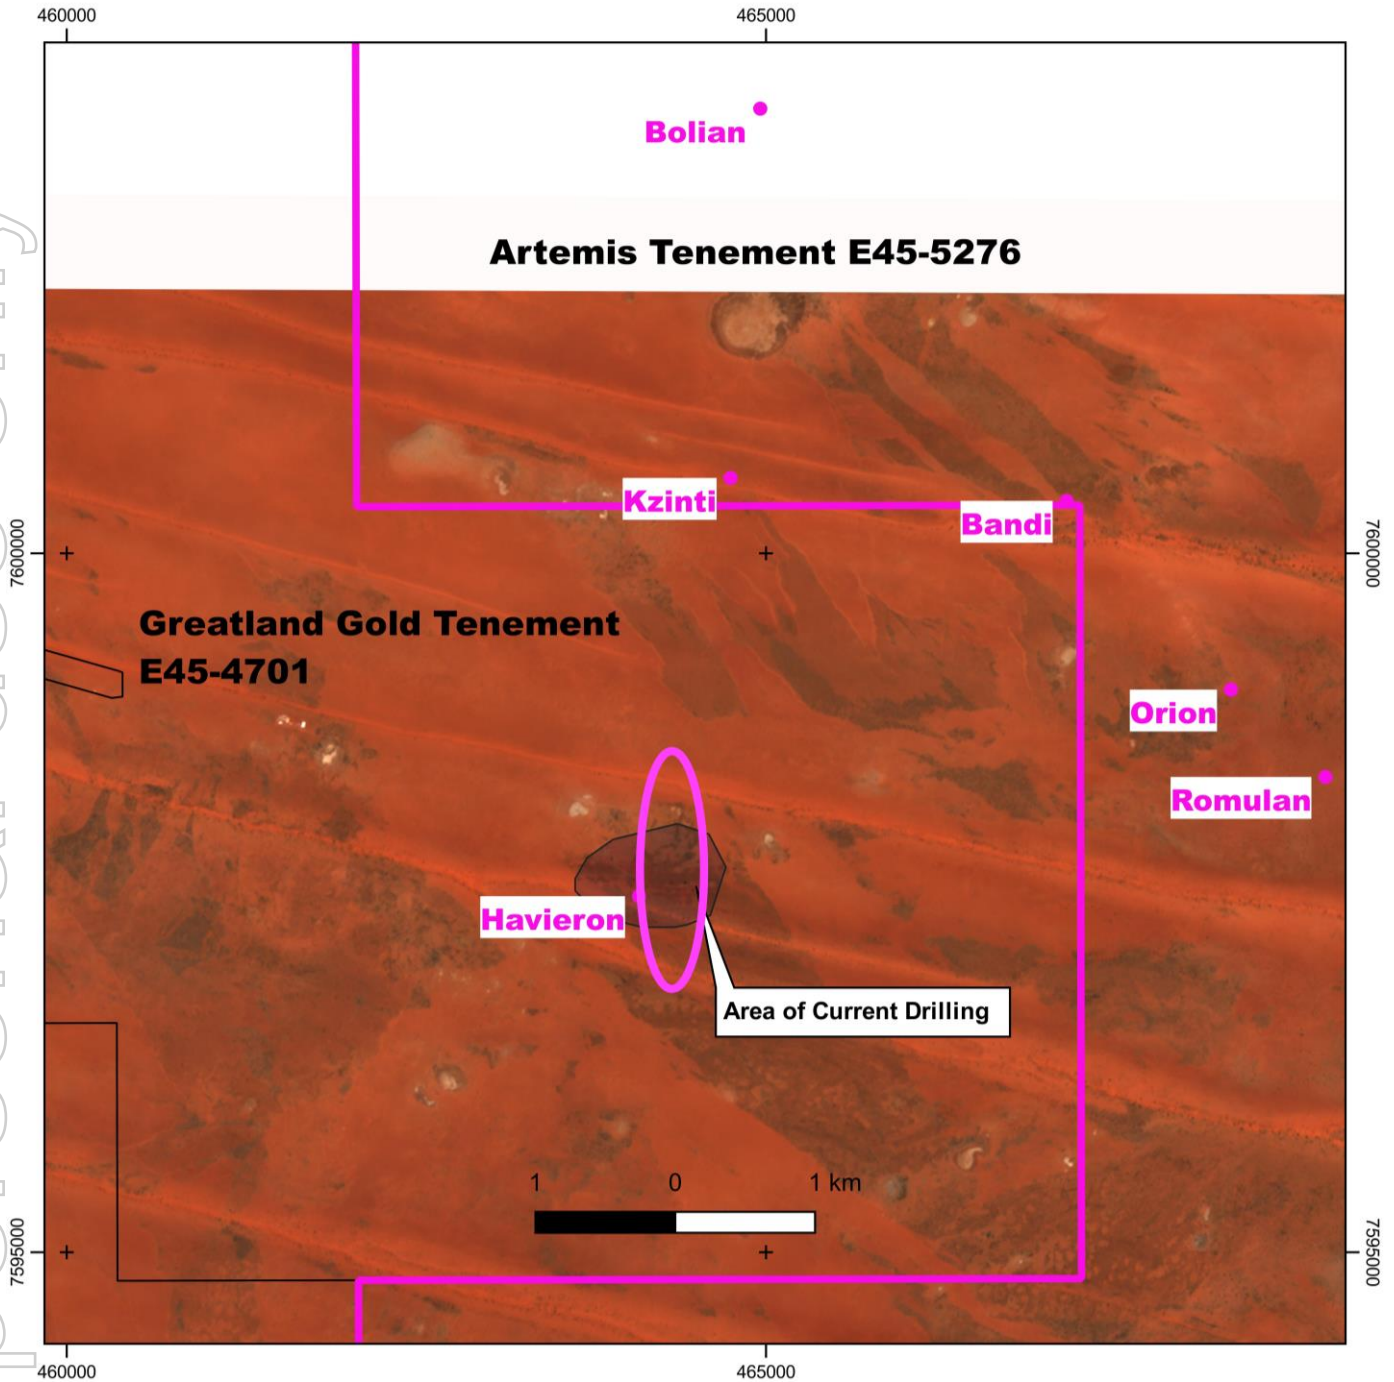 460000
465000
Bolian
Artemis Tenement E45-5276
Kzinti
Bandi
7600000
7600000
Greatland Gold Tenement
E45-4701
Orion
Romulan
Havieron
Area of Current Drilling
1 0 1 km
7595000
7595000
460000
465000